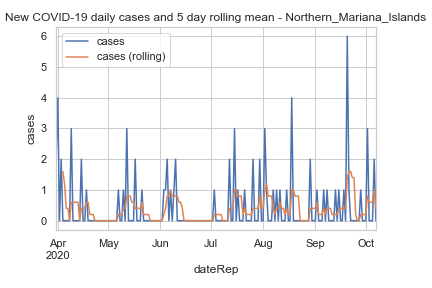 New COVID-19 daily cases and 5 day rolling mean - Northern_Mariana_Islands
cases
cases (rolling)
6
5
4
3
2
1
0
cases
Apr
2020
May
Jun
Jul
Aug
Sep
Oct
dateRep